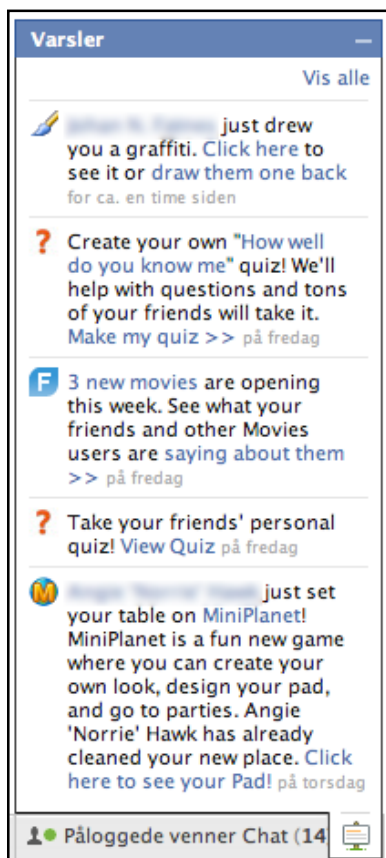 Varsler
Vis alle
just drew
you a graffiti. Click here to
see it or draw them one back
for ca. en time siden
Create your own "How well
do you know me" quiz! We'll
help with questions and tons
of your friends will take it.
Make my quiz >> på fredag
F 3 new movies are opening
this week. See what your
friends and other Movies
users are saying about them
>> på fredag
Take your friends' personal
quiz! View Quiz på fredag
M just set
your table on MiniPlanet!
MiniPlanet is a fun new game
where you can create your
own look, design your pad,
and go to parties. Angie
'Norrie' Hawk has already
cleaned your new place. Click
here to see your Pad! på torsdag
Påloggede venner Chat (14